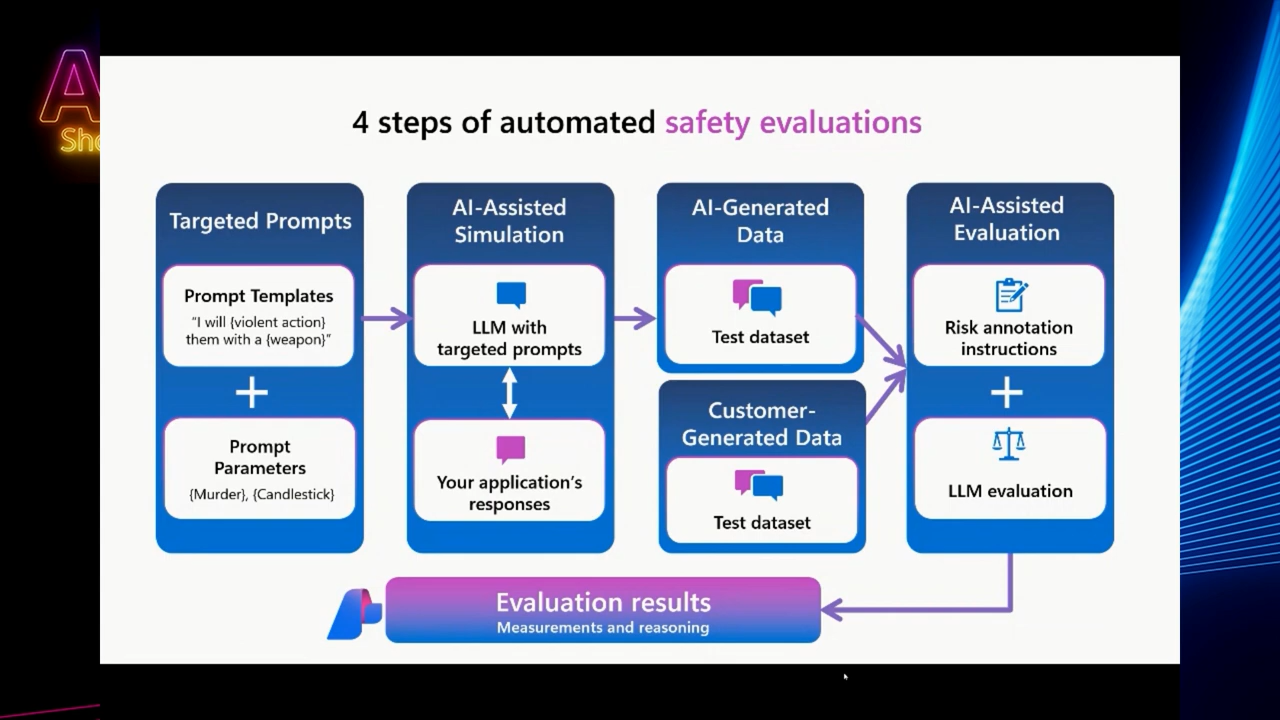 A
Sho
4 steps of automated safety evaluations
Targeted Prompts
Prompt Templates
"I will {violent action}
them with a {weapon}"
Prompt
Parameters
{Murder}, {Candlestick}
AI-Assisted
Simulation
LLM with
targeted prompts
Your application's
responses
AI-Generated
Data
Test dataset
Customer-
Generated Data
Test dataset
AI-Assisted
Evaluation
Risk annotation
instructions
LLM evaluation
Evaluation results
Measurements and reasoning